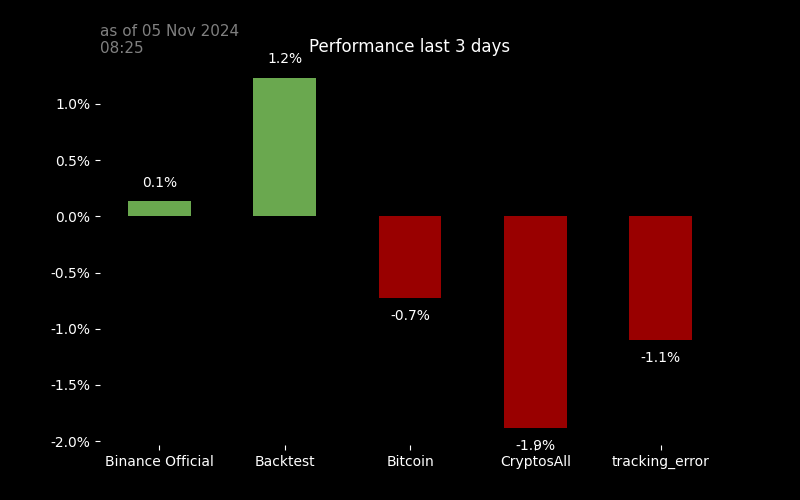 as of 05 Nov 2024
08:25
Performance last 3 days
1.2%
1.0%
0.5%
0.1%
0.0%
-0.5%
-0.7%
-1.0%
-1.1%
-1.5%
-1.9%
-2.0%
Binance Official
Backtest
Bitcoin
CryptosAll
tracking_error